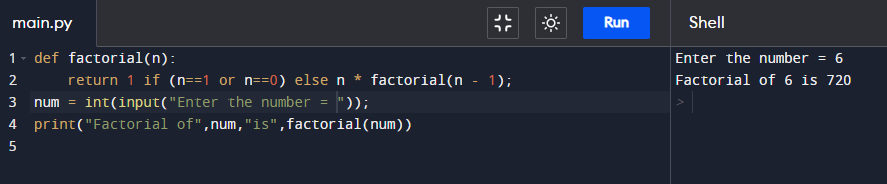 main.py Run Shell
1 def factorial(n):
2     return 1 if (n==1 or n==0) else n * factorial(n - 1);
3 num = int(input("Enter the number = "));
4 print("Factorial of",num,"is",factorial(num))
5
Enter the number = 6
Factorial of 6 is 720
>